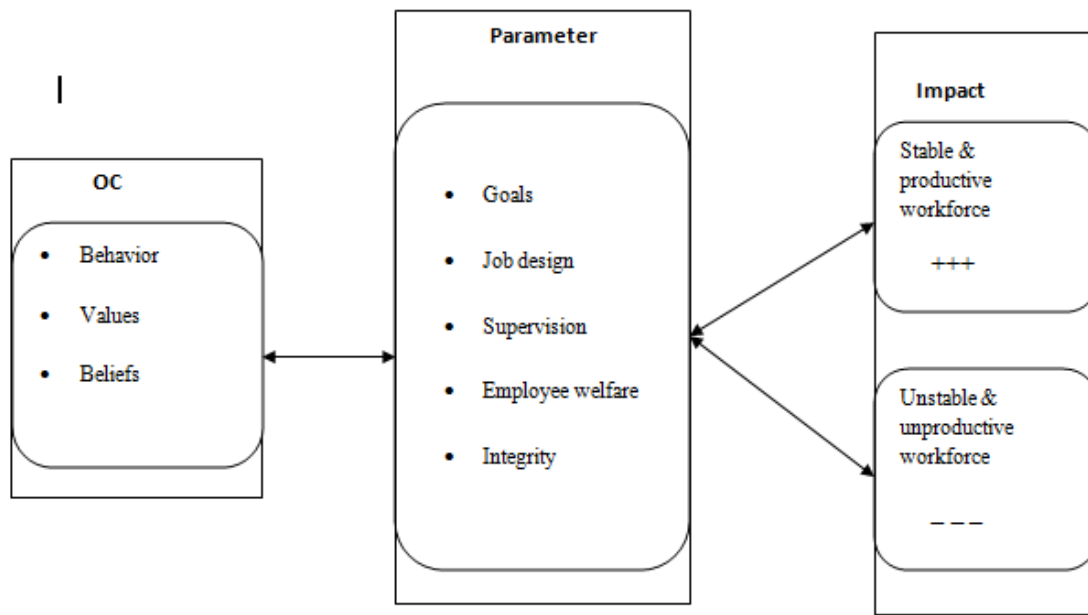 OC
• Behavior
• Values
• Beliefs
Parameter
• Goals
• Job design
• Supervision
• Employee welfare
• Integrity
Impact
Stable &
productive
workforce
+++
Unstable &
unproductive
workforce
– – –